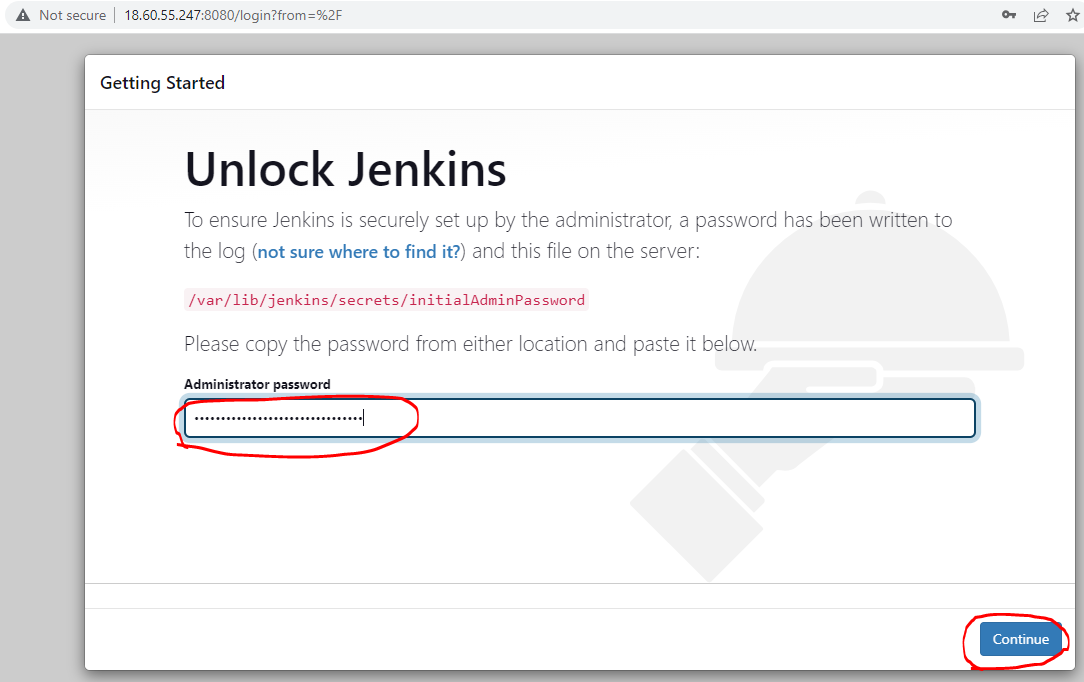 Not secure | 18.60.55.247:8080/login?from=%2F
Getting Started
Unlock Jenkins
To ensure Jenkins is securely set up by the administrator, a password has been written to
the log (not sure where to find it?) and this file on the server:
/var/lib/jenkins/secrets/initialAdminPassword
Please copy the password from either location and paste it below.
Administrator password
••••••••••••••••••••••••••••••••
Continue